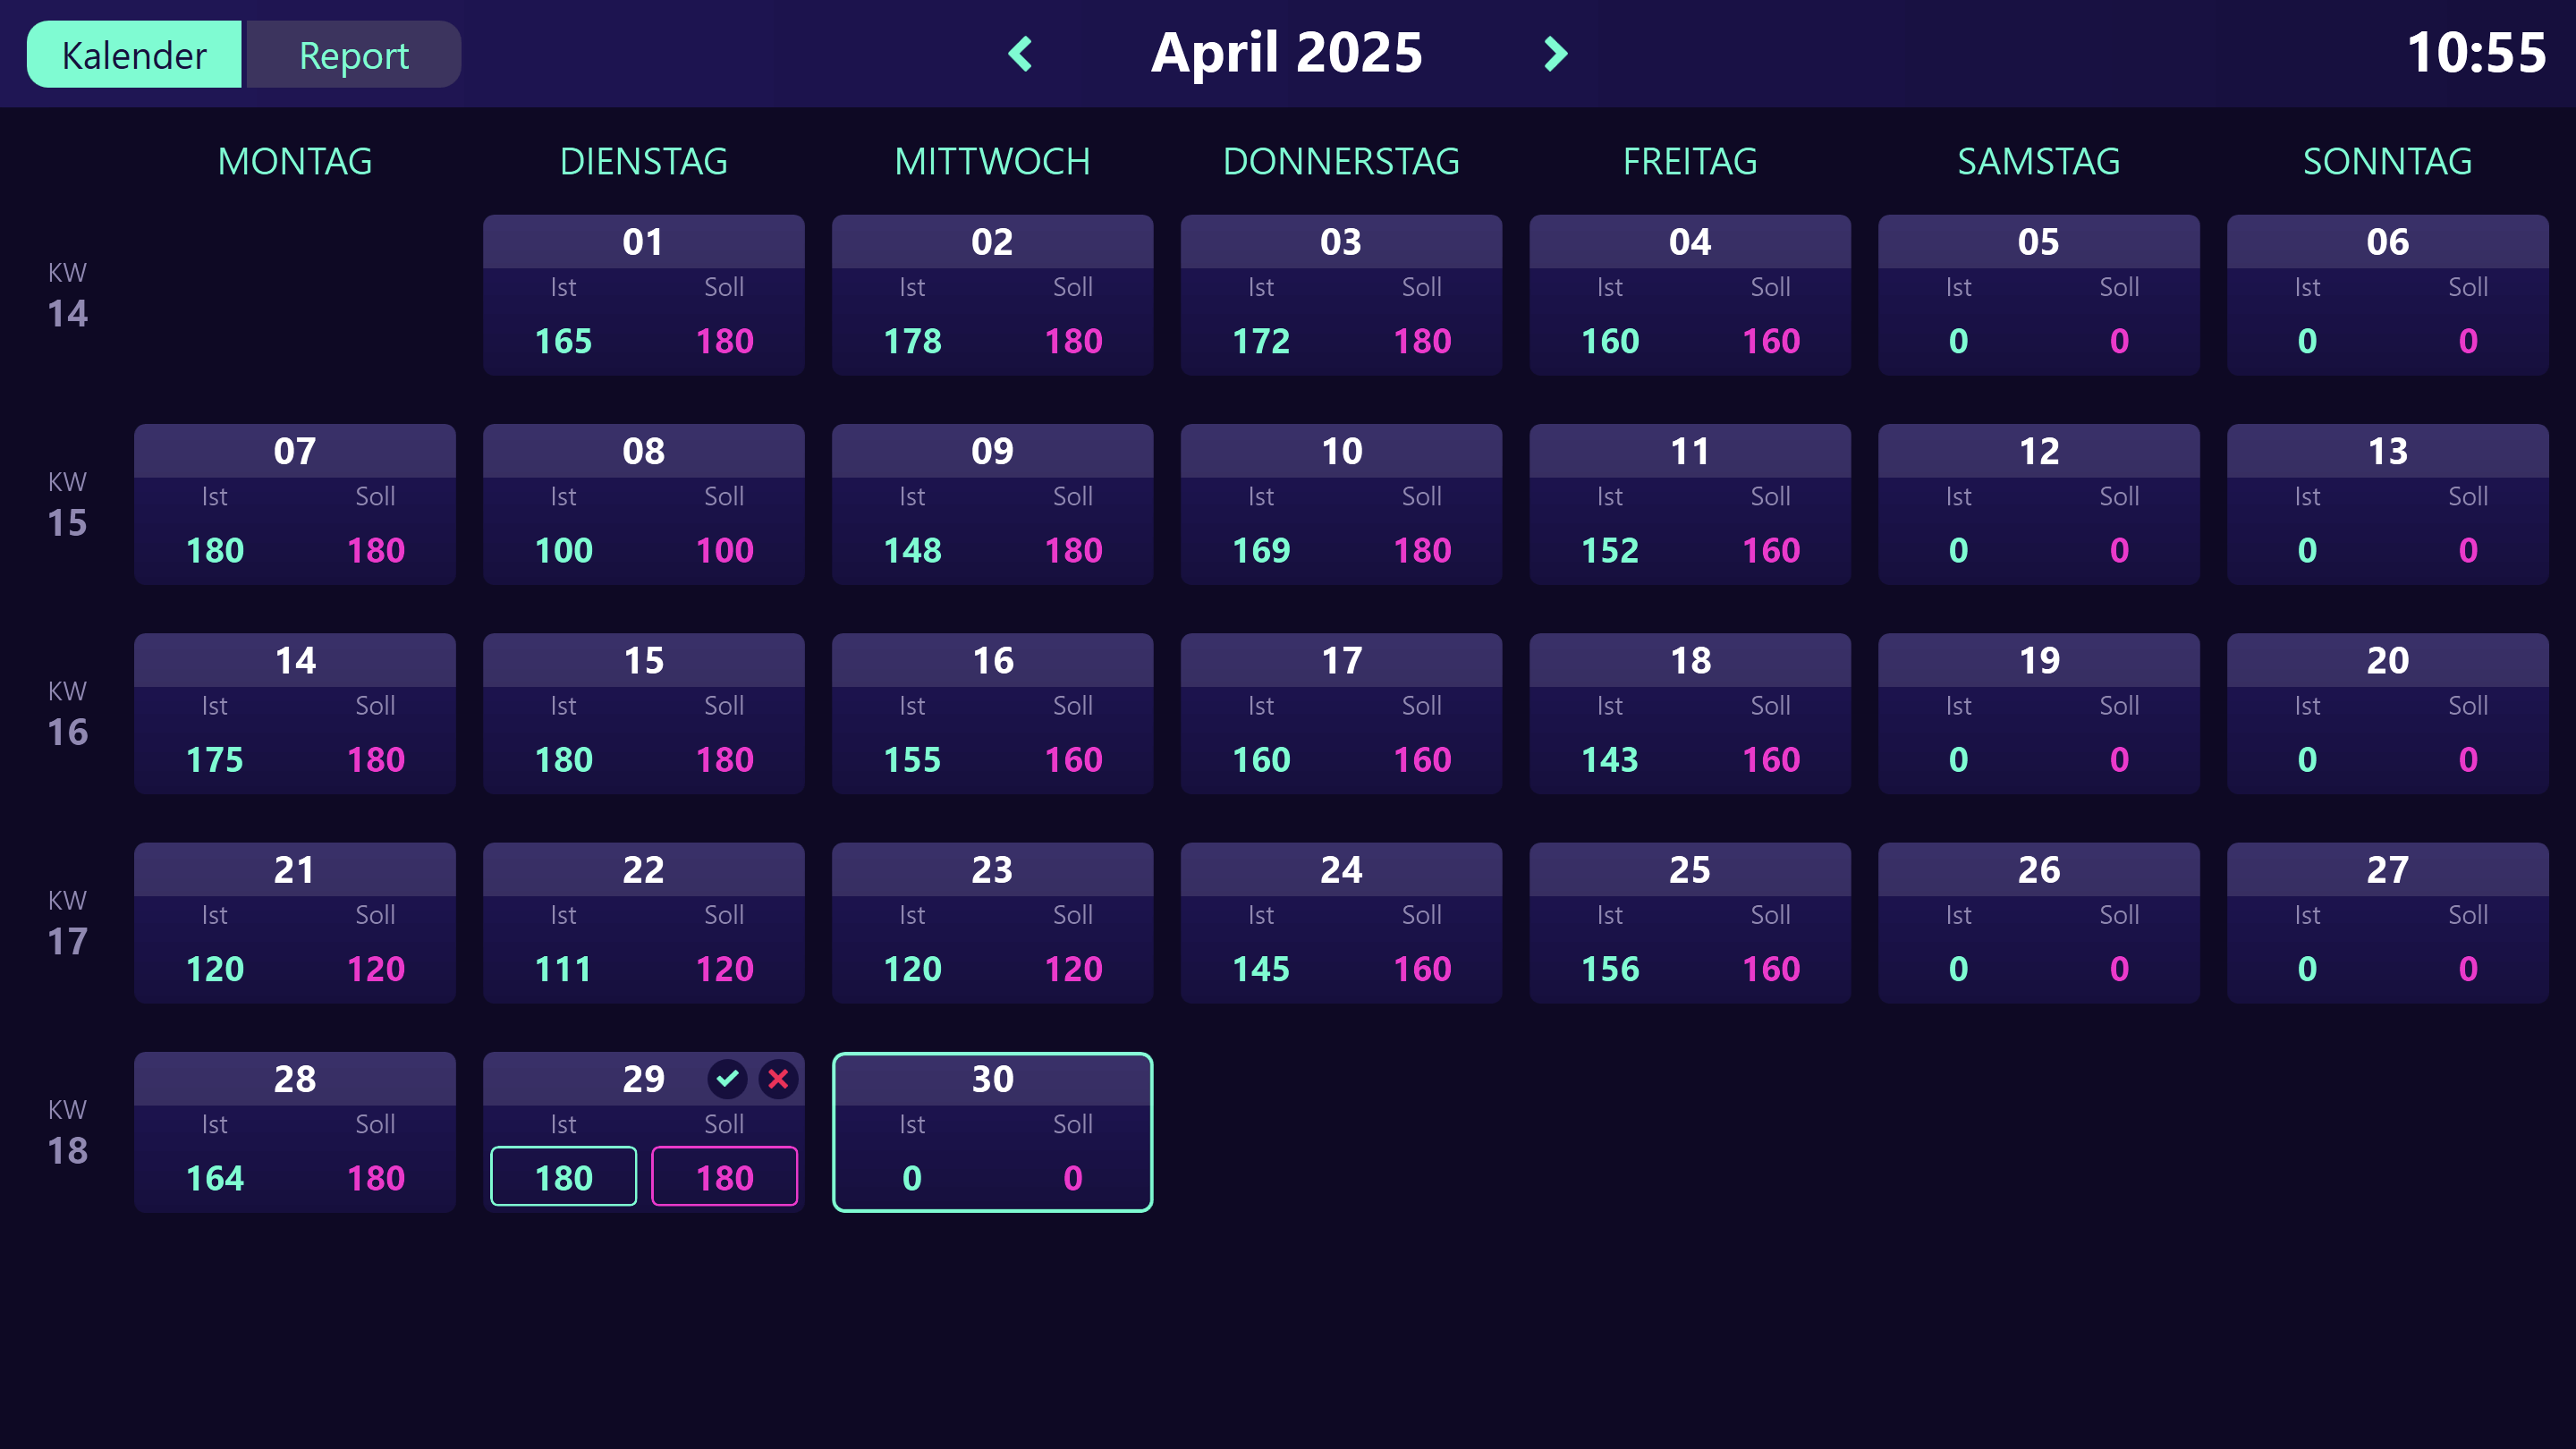 Kalender Report April 2025 10:55
MONTAG DIENSTAG MITTWOCH DONNERSTAG FREITAG SAMSTAG SONNTAG
KW 14
01 02 03 04 05 06
Ist Soll Ist Soll Ist Soll Ist Soll Ist Soll Ist Soll
165 180 178 180 172 180 160 160 0 0 0 0
KW 15
07 08 09 10 11 12 13
Ist Soll Ist Soll Ist Soll Ist Soll Ist Soll Ist Soll Ist Soll
180 180 100 100 148 180 169 180 152 160 0 0 0 0
KW 16
14 15 16 17 18 19 20
Ist Soll Ist Soll Ist Soll Ist Soll Ist Soll Ist Soll Ist Soll
175 180 180 180 155 160 160 160 143 160 0 0 0 0
KW 17
21 22 23 24 25 26 27
Ist Soll Ist Soll Ist Soll Ist Soll Ist Soll Ist Soll Ist Soll
120 120 111 120 120 120 145 160 156 160 0 0 0 0
KW 18
28 29 30
Ist Soll Ist Soll Ist Soll
164 180 180 180 0 0